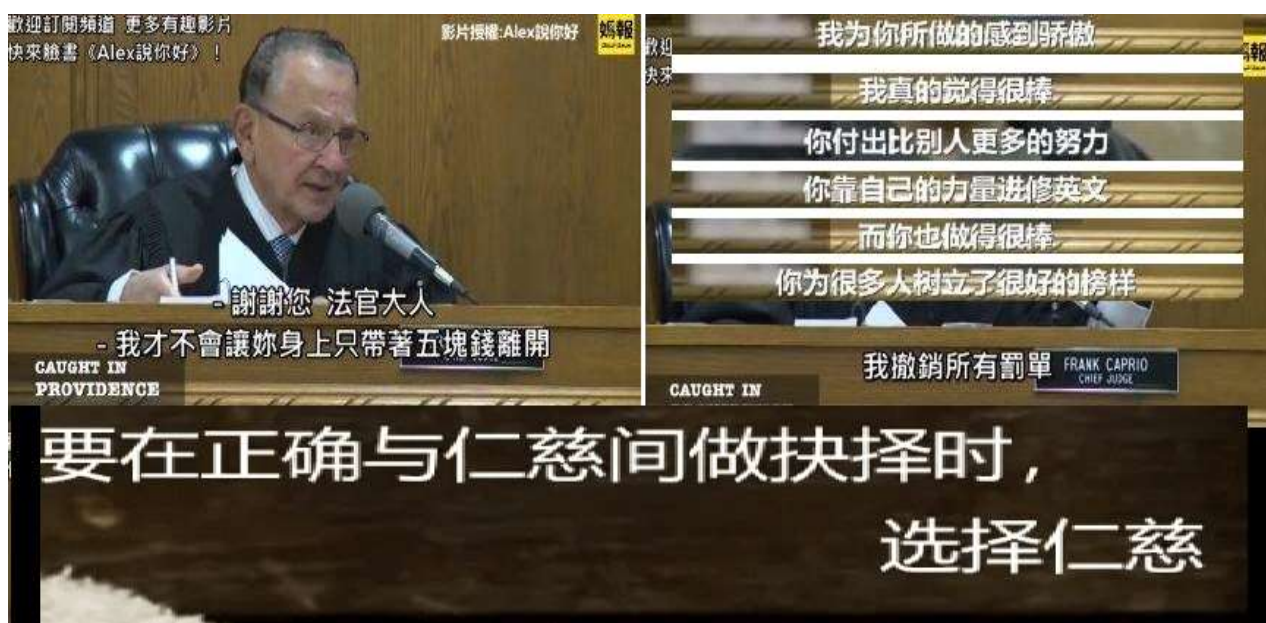 歡迎訂閱頻道 更多有趣影片
快來臉書《Alex說你好》！
影片授權:Alex說你好
媽報
- 謝謝您 法官大人
- 我才不會讓妳身上只帶著五塊錢離開
CAUGHT IN
PROVIDENCE
歡迎
快來
我为你所做的感到骄傲
我真的觉得很棒
你付出比别人更多的努力
你靠自己的力量进修英文
而你也做得很棒
你为很多人树立了很好的榜样
我撤銷所有罰單
FRANK CAPRIO
CHIEF JUDGE
CAUGHT IN
要在正确与仁慈间做抉择时,
选择仁慈